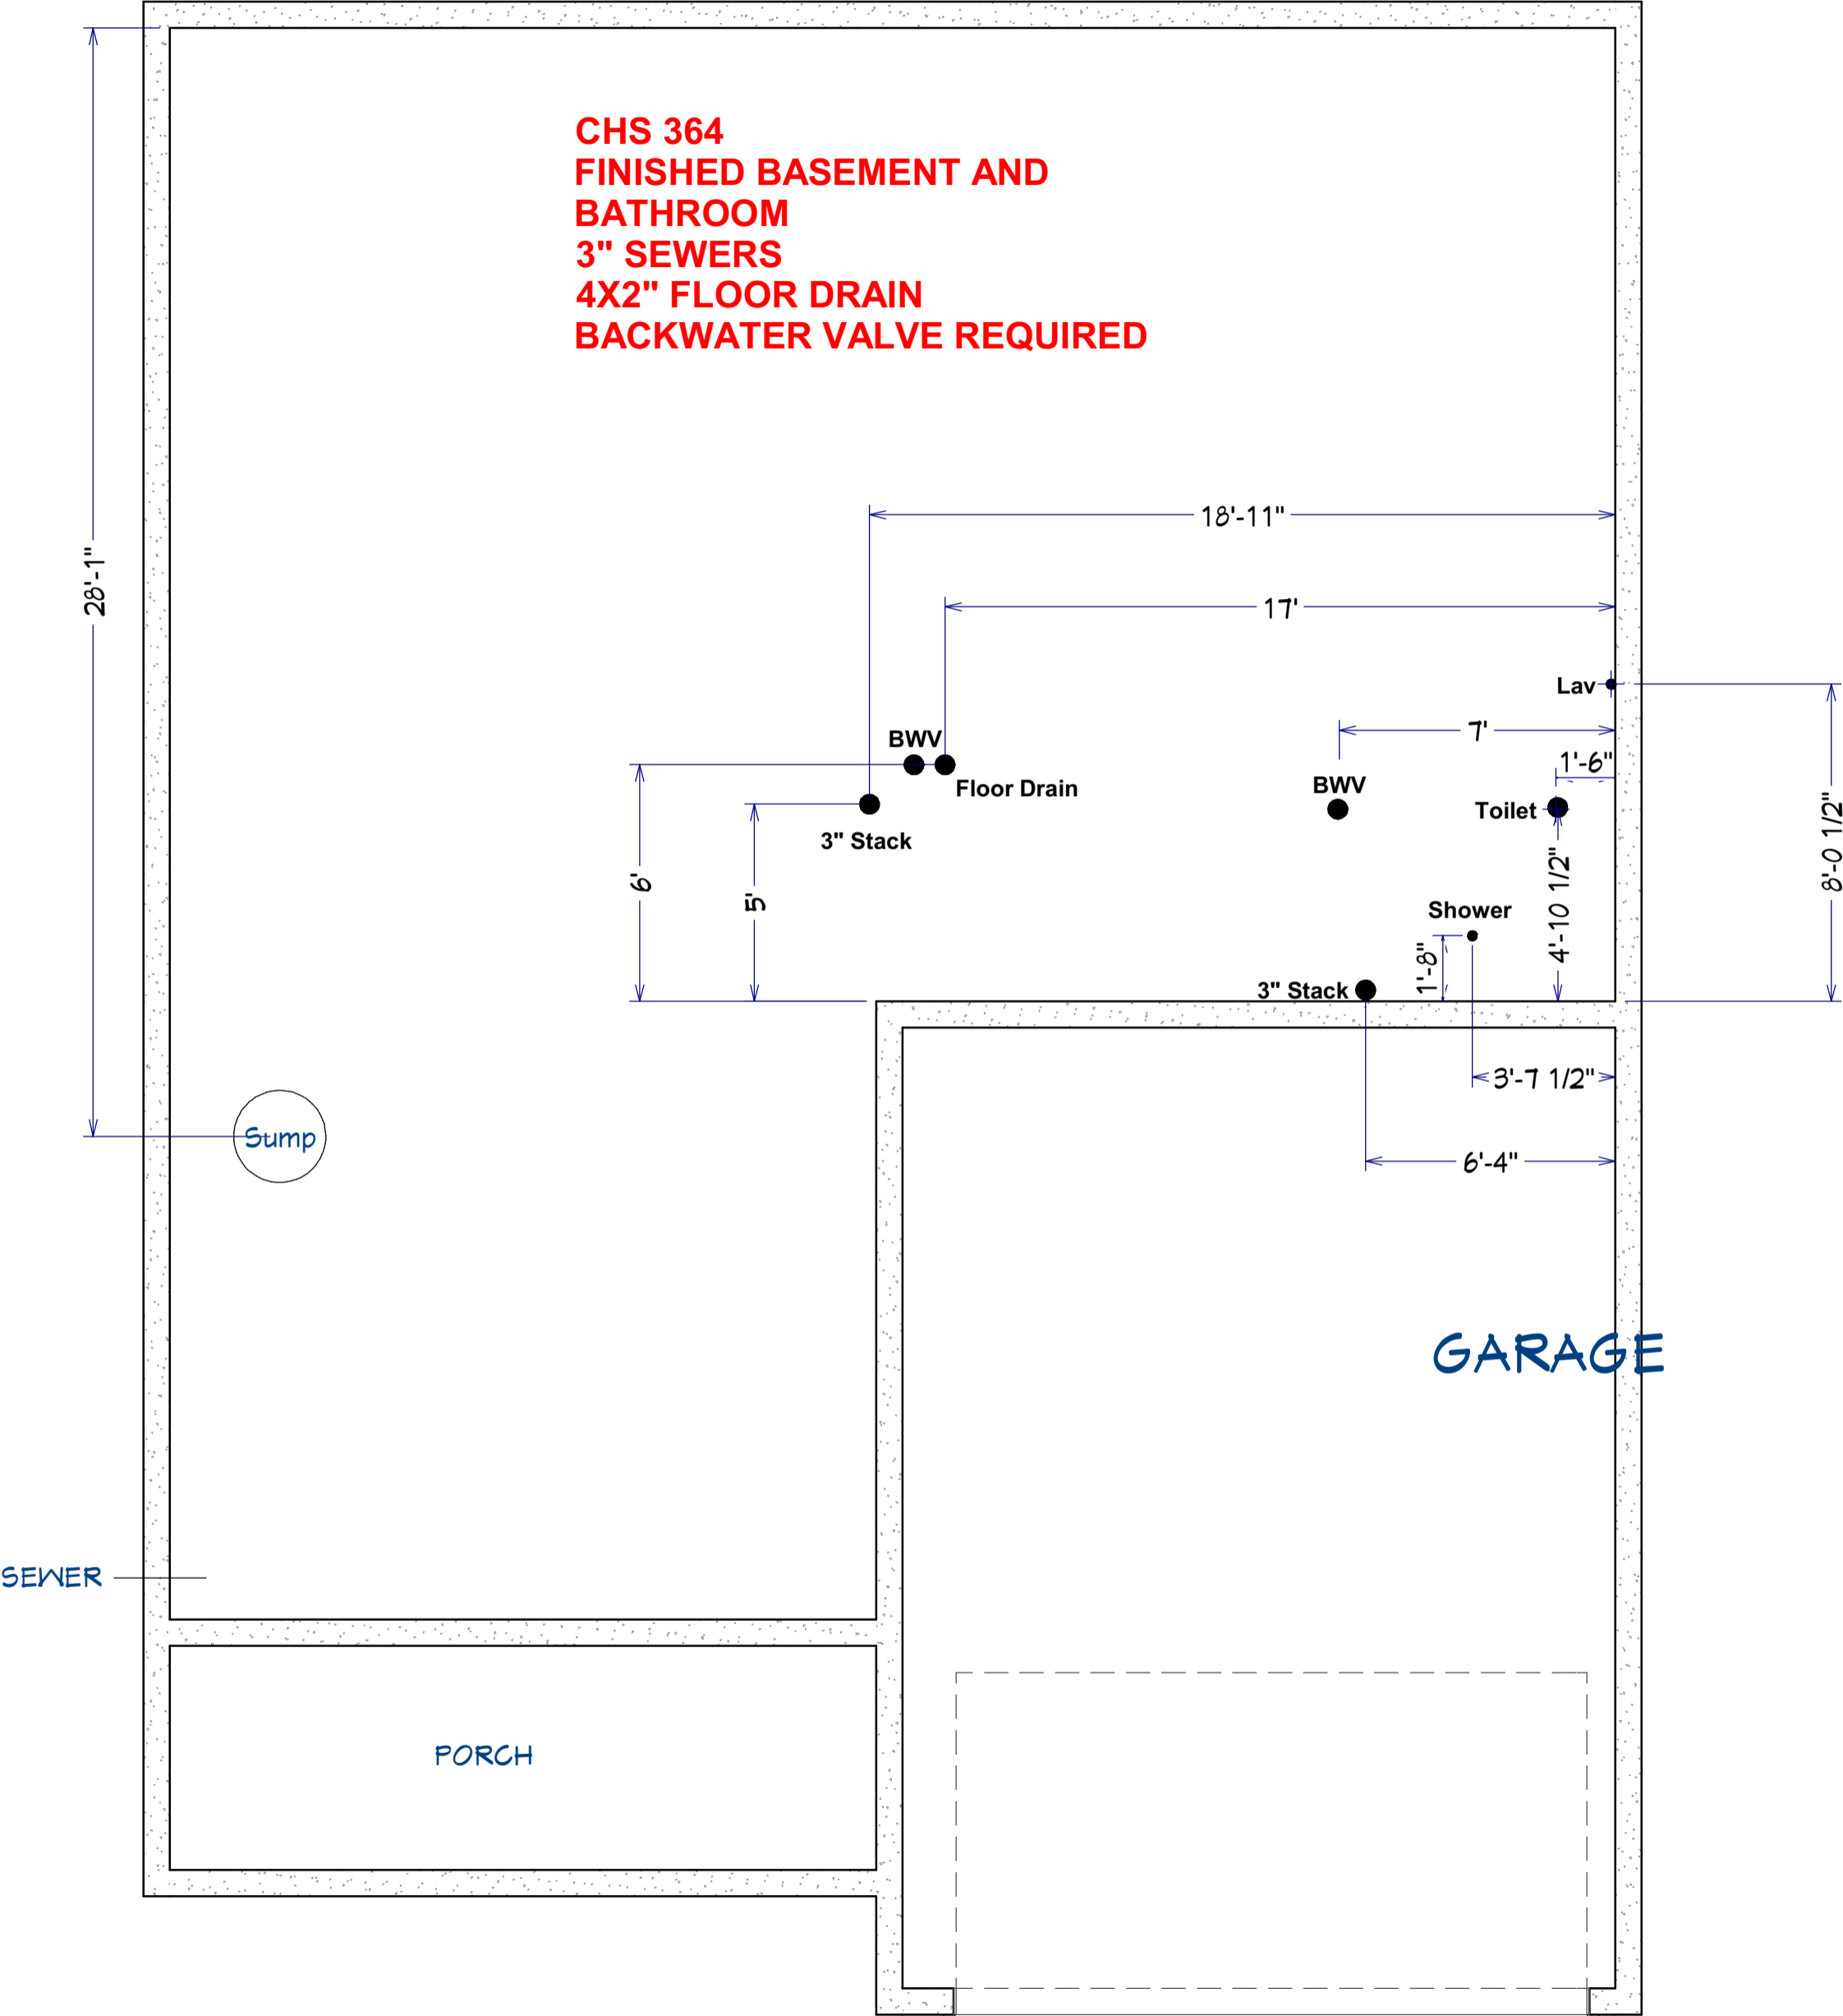 CHS 364
FINISHED BASEMENT AND
BATHROOM
3" SEWERS
4X2" FLOOR DRAIN
BACKWATER VALVE REQUIRED
18'-11"
28'-1"
17'
Lav
7'
BWV
1'-6"
Floor Drain
BWV
Toilet
3" Stack
8'-0 1/2"
6'
5'
4'-10 1/2"
Shower
1'-8"
3" Stack
3'-7 1/2"
Sump
6'-4"
GARAGE
SEWER
PORCH